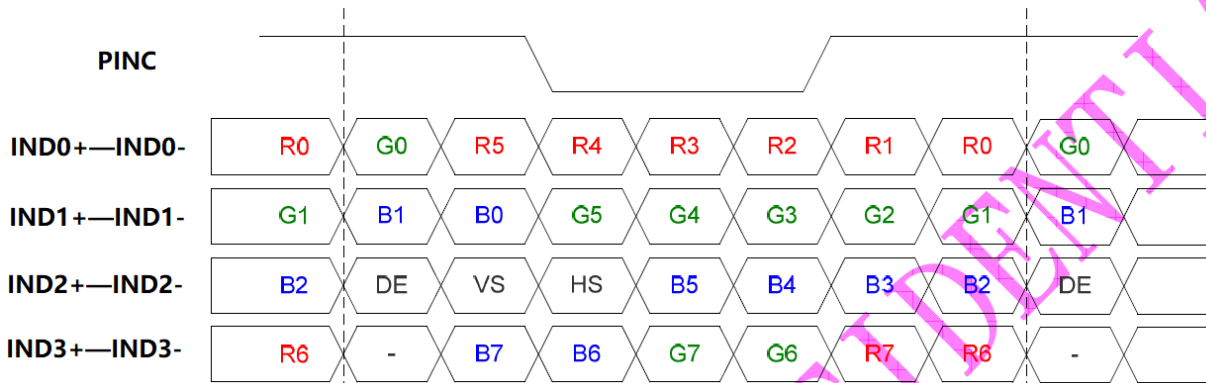 PINC
IND0+—IND0- R0 G0 R5 R4 R3 R2 R1 R0 G0
IND1+—IND1- G1 B1 B0 G5 G4 G3 G2 G1 B1
IND2+—IND2- B2 DE VS HS B5 B4 B3 B2 DE
IND3+—IND3- R6 - B7 B6 G7 G6 R7 R6 -
IDENTI